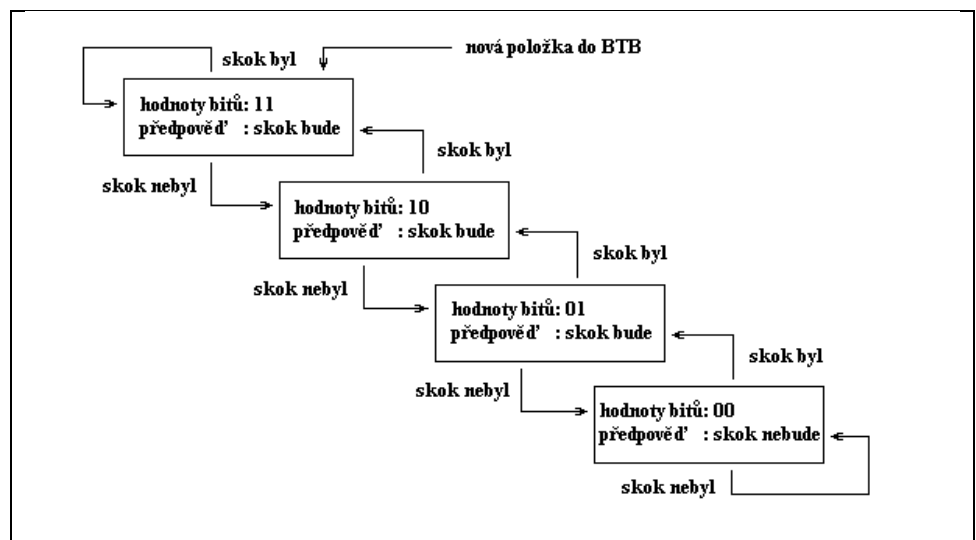 nová položka do BTB
skok byl
hodnoty bitů: 11
předpověď : skok bude
skok byl
skok nebyl
hodnoty bitů: 10
předpověď : skok bude
skok byl
skok nebyl
hodnoty bitů: 01
předpověď : skok bude
skok byl
skok nebyl
hodnoty bitů: 00
předpověď : skok nebude
skok nebyl